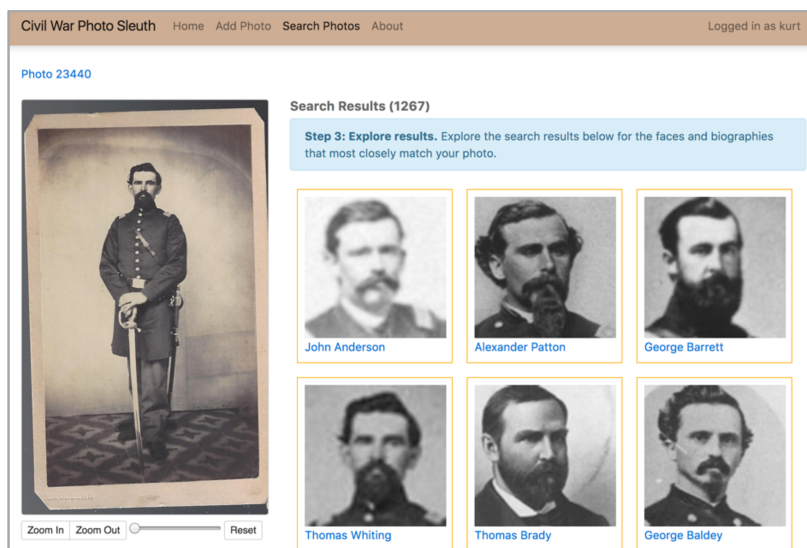 Civil War Photo Sleuth Home Add Photo Search Photos About Logged in as kurt
Photo 23440
Search Results (1267)
Step 3: Explore results. Explore the search results below for the faces and biographies
that most closely match your photo.
John Anderson Alexander Patton George Barrett
Thomas Whiting Thomas Brady George Baldey
Zoom In Zoom Out Reset